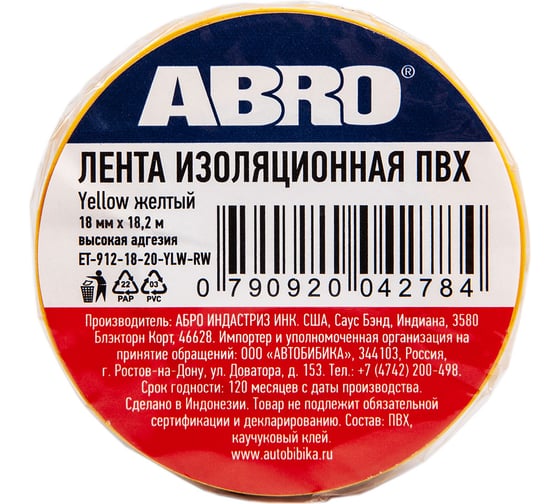 ABRO®
ЛЕНТА ИЗОЛЯЦИОННАЯ ПВХ
Yellow желтый
18 мм x 18,2 м
высокая адгезия
ET-912-18-20-YLW-RW
22 PAP 03 PVC
0 790920 042784
Производитель: АБРО ИНДАСТРИЗ ИНК. США, Саус Бэнд, Индиана, 3580
Блэкторн Корт, 46628. Импортер и уполномоченная организация на
принятие обращений: ООО «АВТОБИБИКА», 344103, Россия,
г. Ростов-на-Дону, ул. Доватора, д. 153. Тел.: +7 (4742) 200-498.
Срок годности: 120 месяцев с даты производства.
Сделано в Индонезии. Товар не подлежит обязательной
сертификации и декларированию. Состав: ПВХ,
каучуковый клей.
www.autobibika.ru